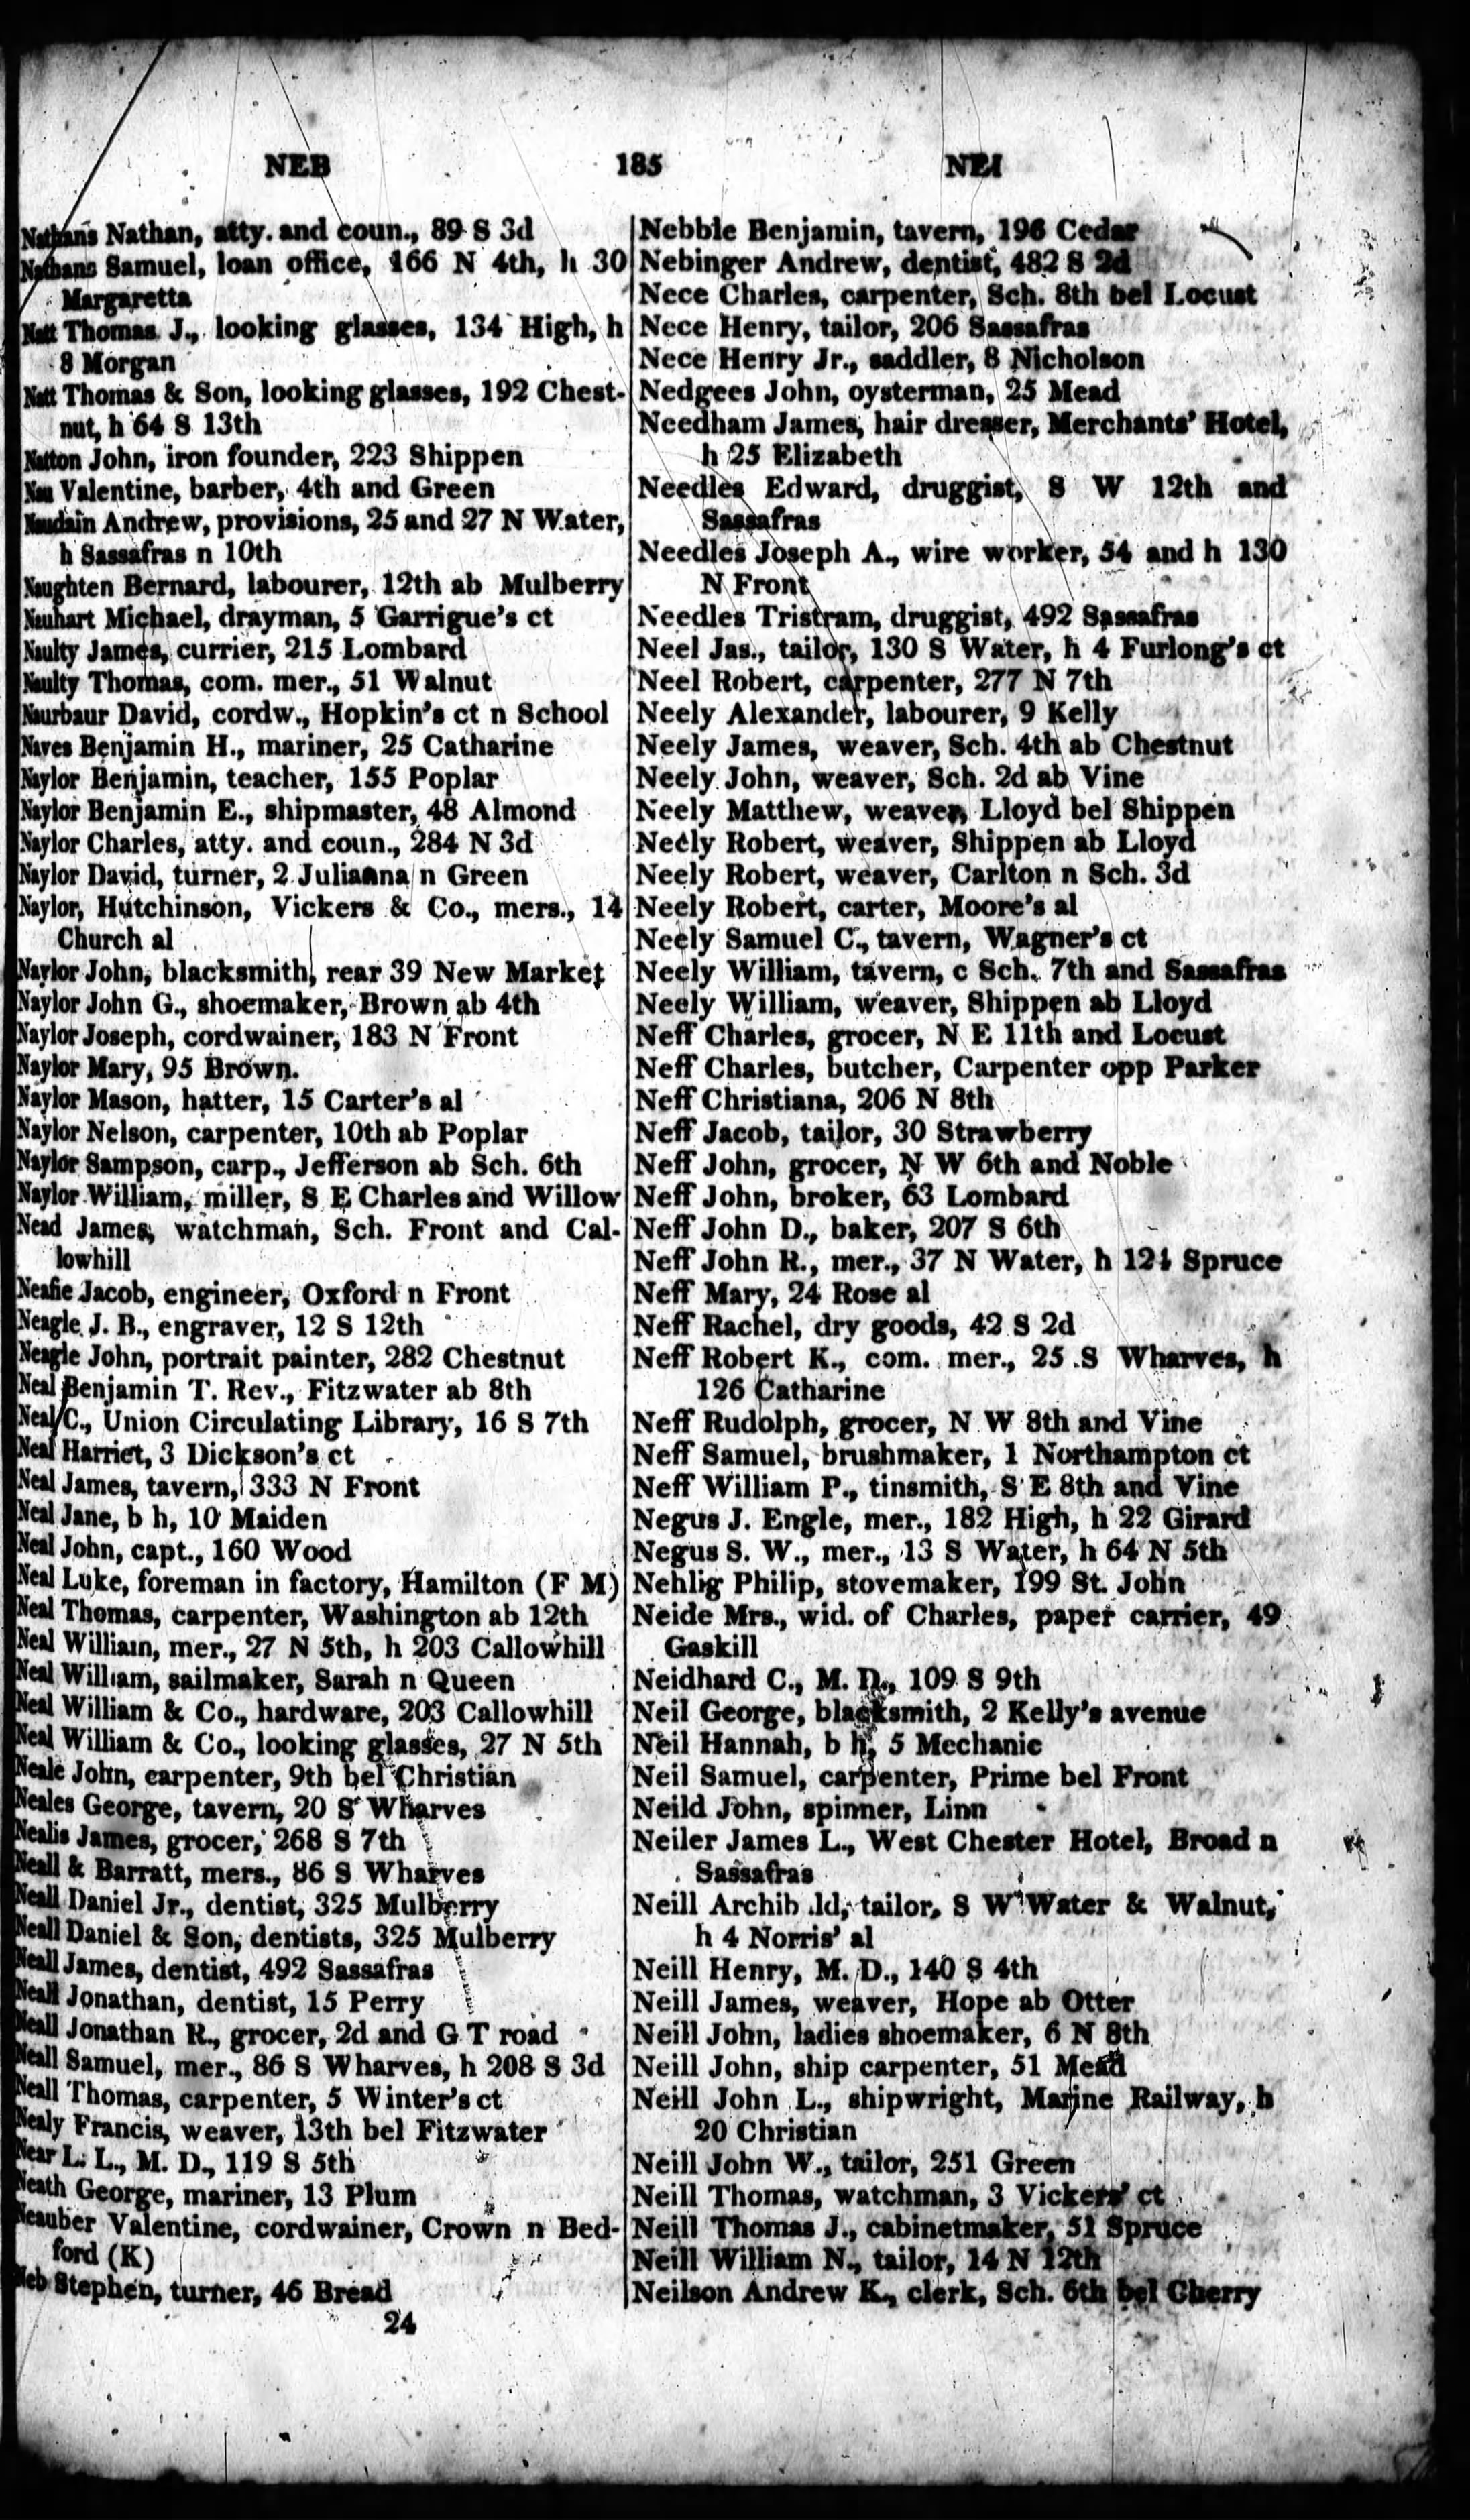 NEB 185 NEI
Nathans Nathan, atty. and coun., 89 S 3d
Nathans Samuel, loan office, 166 N 4th, h 30
Margaretta
Natt Thomas J., looking glasses, 134 High, h
8 Morgan
Natt Thomas & Son, looking glasses, 192 Chest-
nut, h 64 S 13th
Natton John, iron founder, 223 Shippen
Nau Valentine, barber, 4th and Green
Naudain Andrew, provisions, 25 and 27 N Water,
h Sassafras n 10th
Naughten Bernard, labourer, 12th ab Mulberry
Nauhart Michael, drayman, 5 Garrigue's ct
Naulty James, currier, 215 Lombard
Naulty Thomas, com. mer., 51 Walnut
Naurbaur David, cordw., Hopkin's ct n School
Naves Benjamin H., mariner, 25 Catharine
Naylor Benjamin, teacher, 155 Poplar
Naylor Benjamin E., shipmaster, 48 Almond
Naylor Charles, atty. and coun., 284 N 3d
Naylor David, turner, 2 Julianna n Green
Naylor, Hutchinson, Vickers & Co., mers., 14
Church al
Naylor John, blacksmith, rear 39 New Market
Naylor John G., shoemaker, Brown ab 4th
Naylor Joseph, cordwainer, 183 N Front
Naylor Mary, 95 Brown.
Naylor Mason, hatter, 15 Carter's al
Naylor Nelson, carpenter, 10th ab Poplar
Naylor Sampson, carp., Jefferson ab Sch. 6th
Naylor William, miller, S E Charles and Willow
Nead James, watchman, Sch. Front and Cal-
lowhill
Neafie Jacob, engineer, Oxford n Front
Neagle J. B., engraver, 12 S 12th
Neagle John, portrait painter, 282 Chestnut
Neal Benjamin T. Rev., Fitzwater ab 8th
Neal C., Union Circulating Library, 16 S 7th
Neal Harriet, 3 Dickson's ct
Neal James, tavern, 333 N Front
Neal Jane, b h, 10 Maiden
Neal John, capt., 160 Wood
Neal Luke, foreman in factory, Hamilton (F M)
Neal Thomas, carpenter, Washington ab 12th
Neal William, mer., 27 N 5th, h 203 Callowhill
Neal William, sailmaker, Sarah n Queen
Neal William & Co., hardware, 203 Callowhill
Neal William & Co., looking glasses, 27 N 5th
Neale John, carpenter, 9th bel Christian
Neales George, tavern, 20 S Wharves
Nealis James, grocer, 268 S 7th
Neall & Barratt, mers., 86 S Wharves
Neall Daniel Jr., dentist, 325 Mulberry
Neall Daniel & Son, dentists, 325 Mulberry
Neall James, dentist, 492 Sassafras
Neall Jonathan, dentist, 15 Perry
Neall Jonathan R., grocer, 2d and G T road
Neall Samuel, mer., 86 S Wharves, h 208 S 3d
Neall Thomas, carpenter, 5 Winter's ct
Nealy Francis, weaver, 13th bel Fitzwater
Near L. L., M. D., 119 S 5th
Neath George, mariner, 13 Plum
Neauber Valentine, cordwainer, Crown n Bed-
ford (K)
Neb Stephen, turner, 46 Bread
24
Nebble Benjamin, tavern, 196 Cedar
Nebinger Andrew, dentist, 482 S 2d
Nece Charles, carpenter, Sch. 8th bel Locust
Nece Henry, tailor, 206 Sassafras
Nece Henry Jr., saddler, 8 Nicholson
Nedgees John, oysterman, 25 Mead
Needham James, hair dresser, Merchants' Hotel,
h 25 Elizabeth
Needles Edward, druggist, S W 12th and
Sassafras
Needles Joseph A., wire worker, 54 and h 130
N Front
Needles Tristram, druggist, 492 Sassafras
Neel Jas., tailor, 130 S Water, h 4 Furlong's ct
Neel Robert, carpenter, 277 N 7th
Neely Alexander, labourer, 9 Kelly
Neely James, weaver, Sch. 4th ab Chestnut
Neely John, weaver, Sch. 2d ab Vine
Neely Matthew, weaver, Lloyd bel Shippen
Neely Robert, weaver, Shippen ab Lloyd
Neely Robert, weaver, Carlton n Sch. 3d
Neely Robert, carter, Moore's al
Neely Samuel C., tavern, Wagner's ct
Neely William, tavern, c Sch. 7th and Sassafras
Neely William, weaver, Shippen ab Lloyd
Neff Charles, grocer, N E 11th and Locust
Neff Charles, butcher, Carpenter opp Parker
Neff Christiana, 206 N 8th
Neff Jacob, tailor, 30 Strawberry
Neff John, grocer, N W 6th and Noble
Neff John, broker, 63 Lombard
Neff John D., baker, 207 S 6th
Neff John R., mer., 37 N Water, h 124 Spruce
Neff Mary, 24 Rose al
Neff Rachel, dry goods, 42 S 2d
Neff Robert K., com. mer., 25 S Wharves, h
126 Catharine
Neff Rudolph, grocer, N W 8th and Vine
Neff Samuel, brushmaker, 1 Northampton ct
Neff William P., tinsmith, S E 8th and Vine
Negus J. Engle, mer., 182 High, h 22 Girard
Negus S. W., mer., 13 S Water, h 64 N 5th
Nehlig Philip, stovemaker, 199 St. John
Neide Mrs., wid. of Charles, paper carrier, 49
Gaskill
Neidhard C., M. D., 109 S 9th
Neil George, blacksmith, 2 Kelly's avenue
Neil Hannah, b h, 5 Mechanic
Neil Samuel, carpenter, Prime bel Front
Neild John, spinner, Linn
Neiler James L., West Chester Hotel, Broad n
Sassafras
Neill Archib ld, tailor, S W Water & Walnut,
h 4 Norris' al
Neill Henry, M. D., 140 S 4th
Neill James, weaver, Hope ab Otter
Neill John, ladies shoemaker, 6 N 8th
Neill John, ship carpenter, 51 Mead
Neill John L., shipwright, Marine Railway, h
20 Christian
Neill John W., tailor, 251 Green
Neill Thomas, watchman, 3 Vickers' ct
Neill Thomas J., cabinetmaker, 51 Spruce
Neill William N., tailor, 14 N 12th
Neilson Andrew K., clerk, Sch. 6th bel Cherry